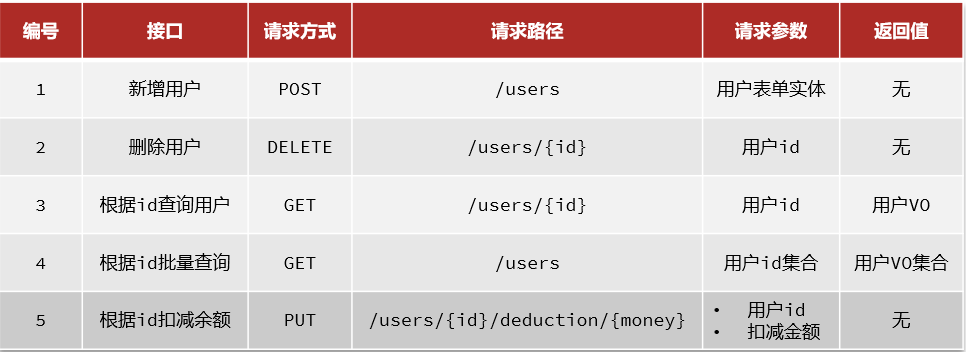 编号 接口 请求方式 请求路径 请求参数 返回值
1 新增用户 POST /users 用户表单实体 无
2 删除用户 DELETE /users/{id} 用户id 无
3 根据id查询用户 GET /users/{id} 用户id 用户VO
4 根据id批量查询 GET /users 用户id集合 用户VO集合
5 根据id扣减余额 PUT /users/{id}/deduction/{money} • 用户id
• 扣减金额 无